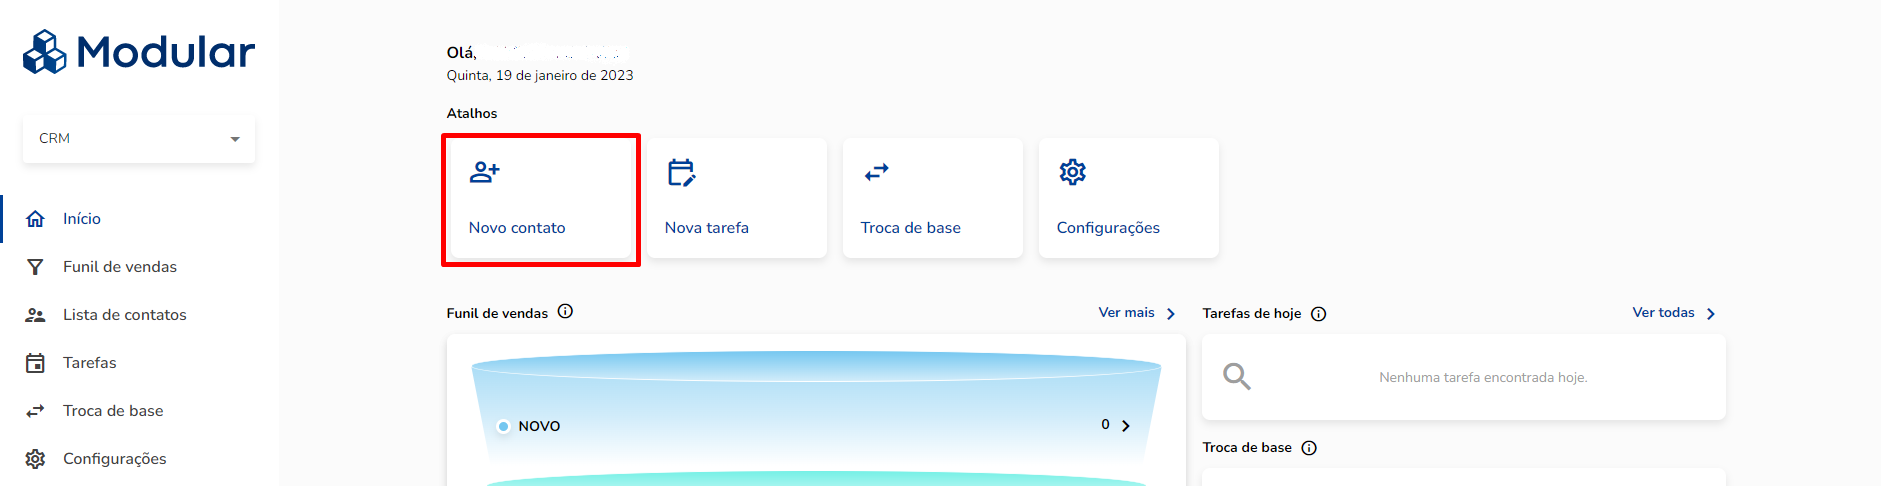 Modular
CRM
Início
Funil de vendas
Lista de contatos
Tarefas
Troca de base
Configurações
Olá,
Quinta, 19 de janeiro de 2023
Atalhos
Novo contato
Nova tarefa
Troca de base
Configurações
Funil de vendas
Ver mais
NOVO
0
Tarefas de hoje
Ver todas
Nenhuma tarefa encontrada hoje.
Troca de base